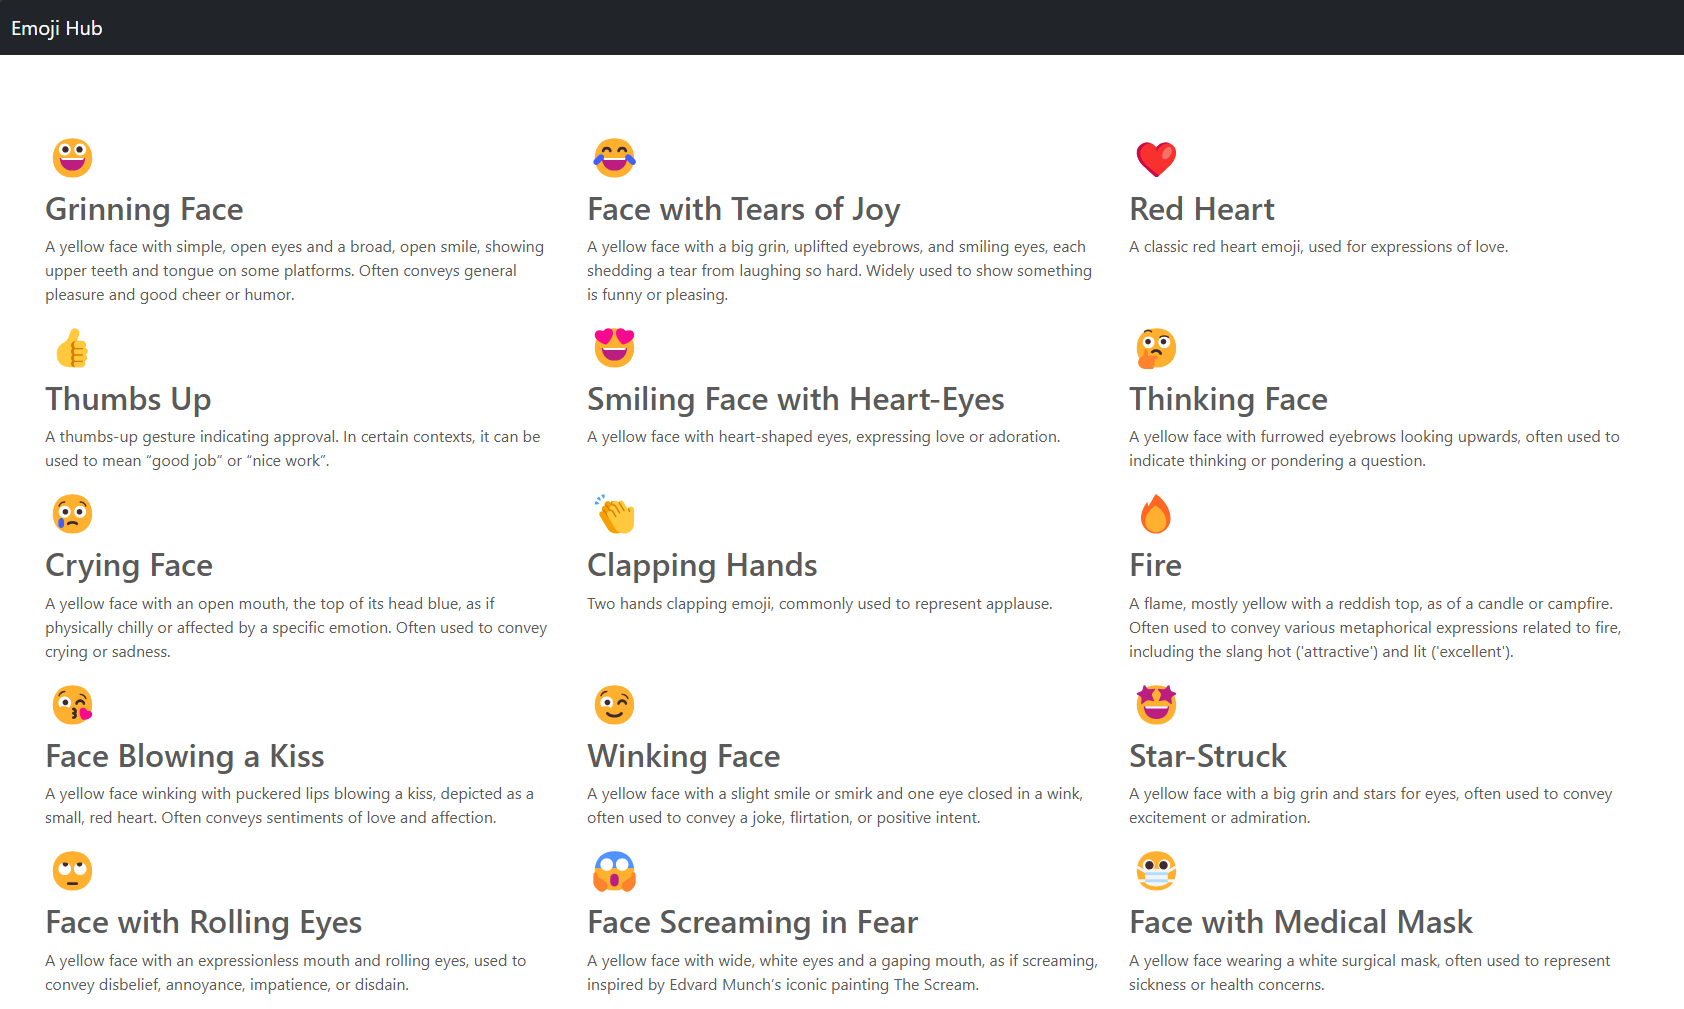 Emoji Hub
Grinning Face
A yellow face with simple, open eyes and a broad, open smile, showing
upper teeth and tongue on some platforms. Often conveys general
pleasure and good cheer or humor.
Face with Tears of Joy
A yellow face with a big grin, uplifted eyebrows, and smiling eyes, each
shedding a tear from laughing so hard. Widely used to show something
is funny or pleasing.
Red Heart
A classic red heart emoji, used for expressions of love.
Thumbs Up
A thumbs-up gesture indicating approval. In certain contexts, it can be
used to mean “good job” or “nice work”.
Smiling Face with Heart-Eyes
A yellow face with heart-shaped eyes, expressing love or adoration.
Thinking Face
A yellow face with furrowed eyebrows looking upwards, often used to
indicate thinking or pondering a question.
Crying Face
A yellow face with an open mouth, the top of its head blue, as if
physically chilly or affected by a specific emotion. Often used to convey
crying or sadness.
Clapping Hands
Two hands clapping emoji, commonly used to represent applause.
Fire
A flame, mostly yellow with a reddish top, as of a candle or campfire.
Often used to convey various metaphorical expressions related to fire,
including the slang hot ('attractive') and lit ('excellent').
Face Blowing a Kiss
A yellow face winking with puckered lips blowing a kiss, depicted as a
small, red heart. Often conveys sentiments of love and affection.
Winking Face
A yellow face with a slight smile or smirk and one eye closed in a wink,
often used to convey a joke, flirtation, or positive intent.
Star-Struck
A yellow face with a big grin and stars for eyes, often used to convey
excitement or admiration.
Face with Rolling Eyes
A yellow face with an expressionless mouth and rolling eyes, used to
convey disbelief, annoyance, impatience, or disdain.
Face Screaming in Fear
A yellow face with wide, white eyes and a gaping mouth, as if screaming,
inspired by Edvard Munch’s iconic painting The Scream.
Face with Medical Mask
A yellow face wearing a white surgical mask, often used to represent
sickness or health concerns.